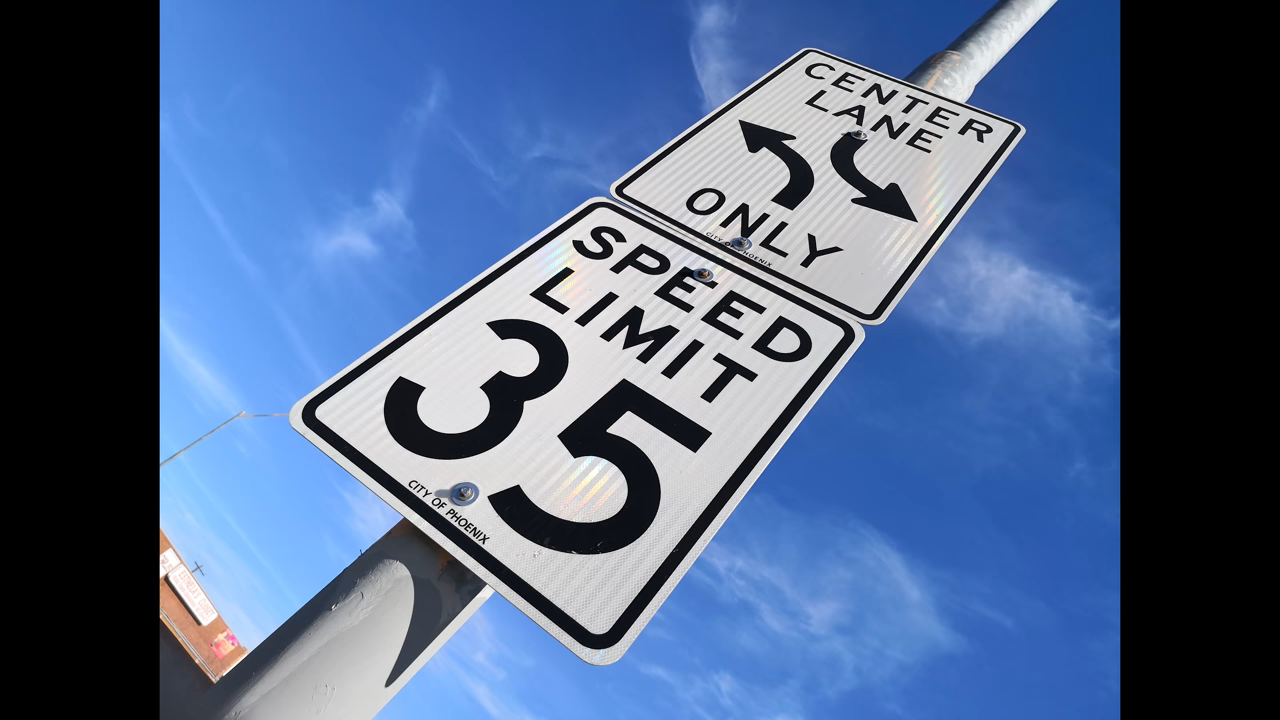 CENTER
LANE
ONLY
CITY OF PHOENIX
SPEED
LIMIT
35
CITY OF PHOENIX